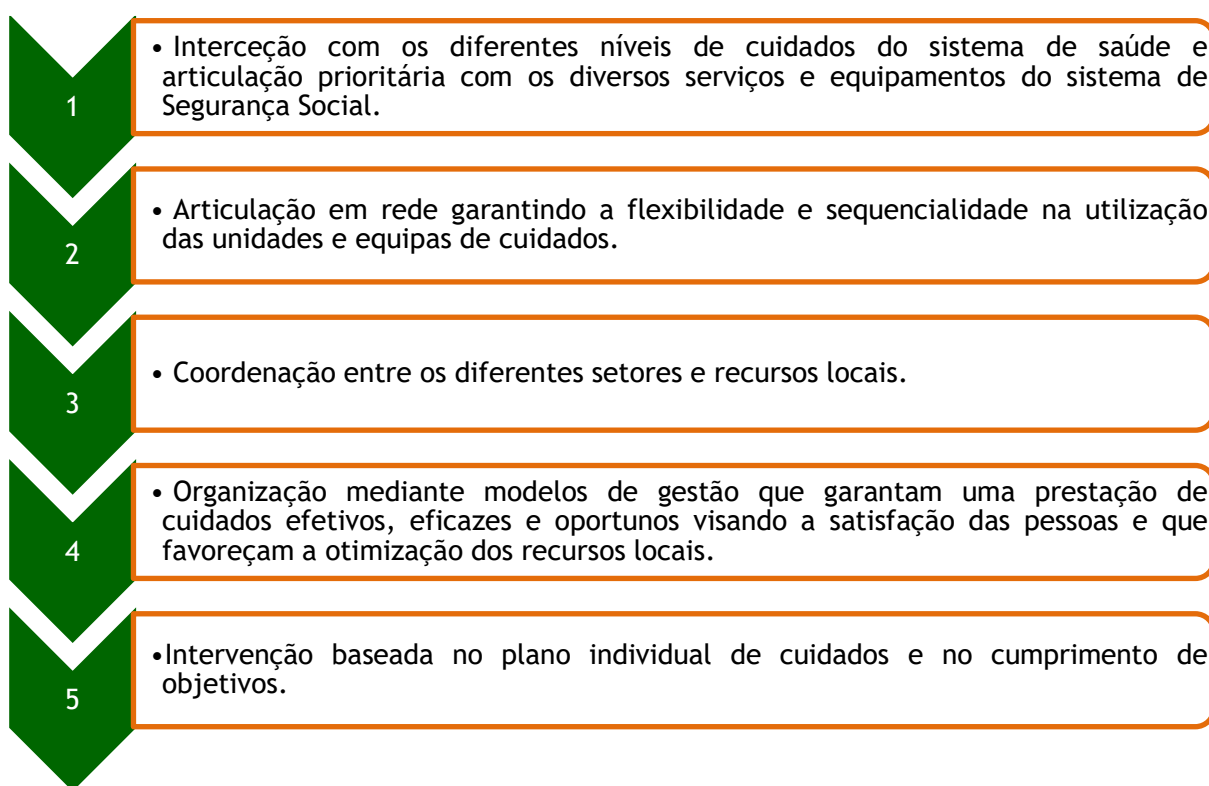 1
• Interceção com os diferentes níveis de cuidados do sistema de saúde e
articulação prioritária com os diversos serviços e equipamentos do sistema de
Segurança Social.
2
• Articulação em rede garantindo a flexibilidade e sequencialidade na utilização
das unidades e equipas de cuidados.
3
• Coordenação entre os diferentes setores e recursos locais.
4
• Organização mediante modelos de gestão que garantam uma prestação de
cuidados efetivos, eficazes e oportunos visando a satisfação das pessoas e que
favoreçam a otimização dos recursos locais.
5
•Intervenção baseada no plano individual de cuidados e no cumprimento de
objetivos.